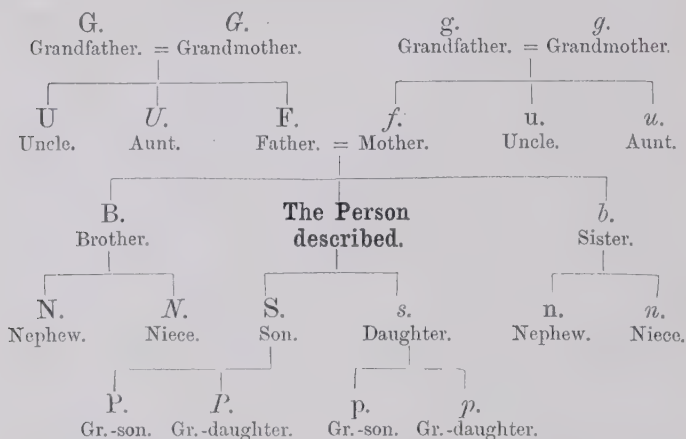 G. G. g. g.
Grandfather. = Grandmother. Grandfather. = Grandmother.
U U. F. f. u. u.
Uncle. Aunt. Father. = Mother. Uncle. Aunt.
B. The Person b.
Brother. described. Sister.
N. N. S. s. n. n.
Nephew. Niece. Son. Daughter. Nephew. Niece.
P. P. p. p.
Gr.-son. Gr.-daughter. Gr.-son. Gr.-daughter.